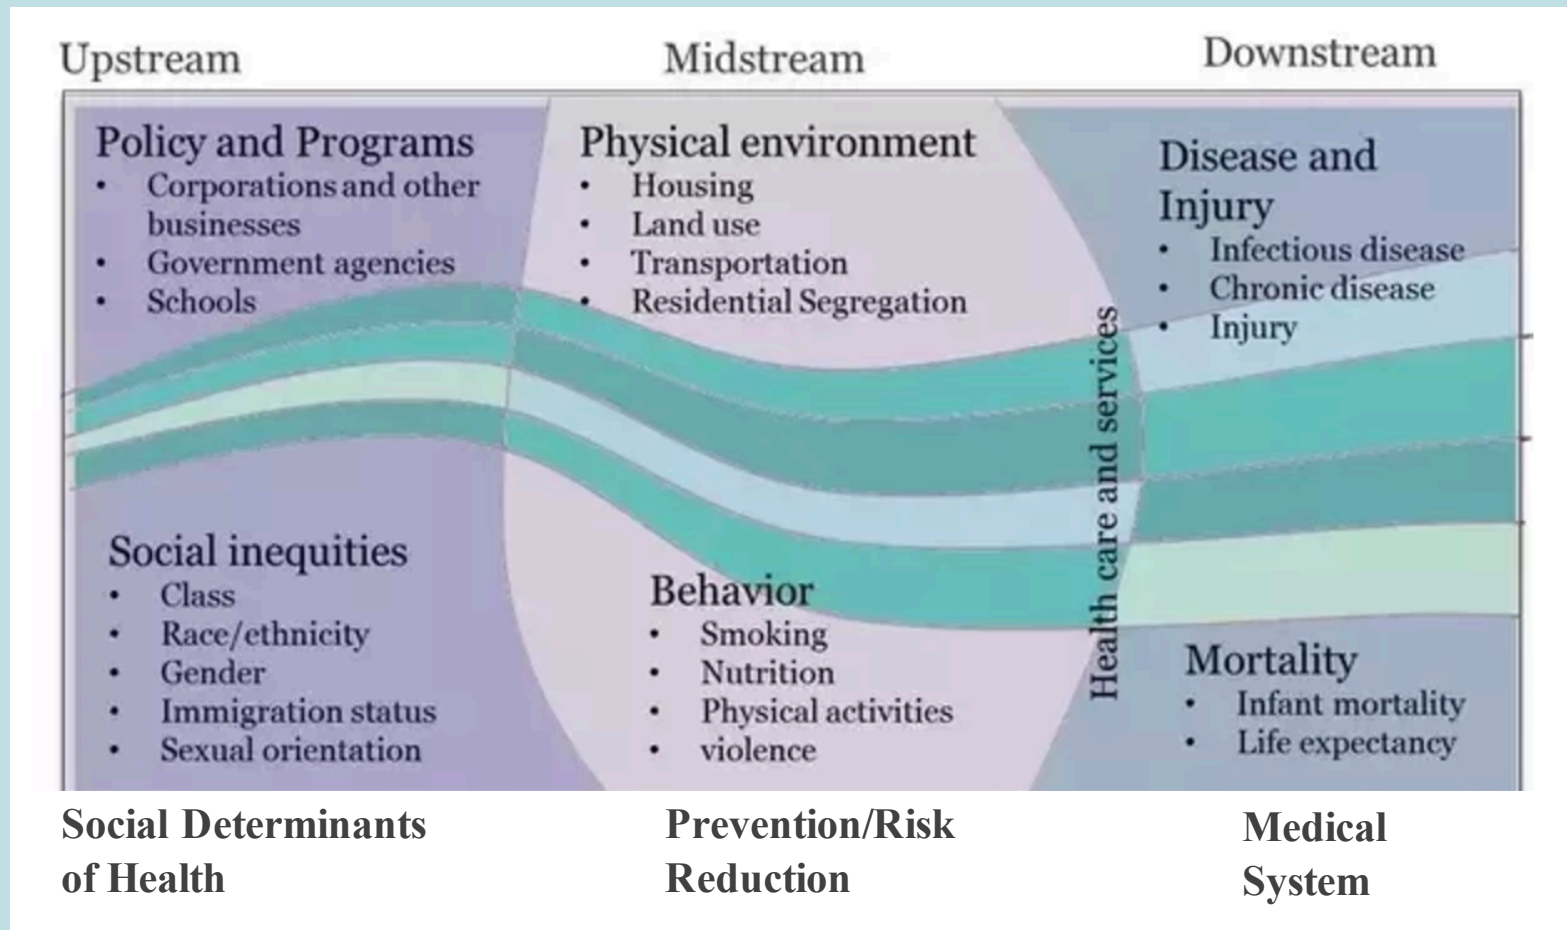 Upstream
Midstream
Downstream
Policy and Programs
• Corporations and other
businesses
• Government agencies
• Schools
Social inequities
• Class
• Race/ethnicity
• Gender
• Immigration status
• Sexual orientation
Physical environment
• Housing
• Land use
• Transportation
• Residential Segregation
Behavior
• Smoking
• Nutrition
• Physical activities
• violence
Health care and services
Disease and
Injury
• Infectious disease
• Chronic disease
• Injury
Mortality
• Infant mortality
• Life expectancy
Social Determinants
of Health
Prevention/Risk
Reduction
Medical
System